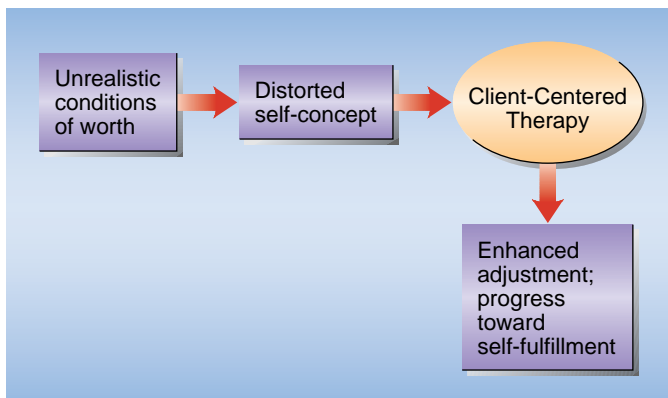 Unrealistic
conditions
of worth
Distorted
self-concept
Client-Centered
Therapy
Enhanced
adjustment;
progress
toward
self-fulfillment